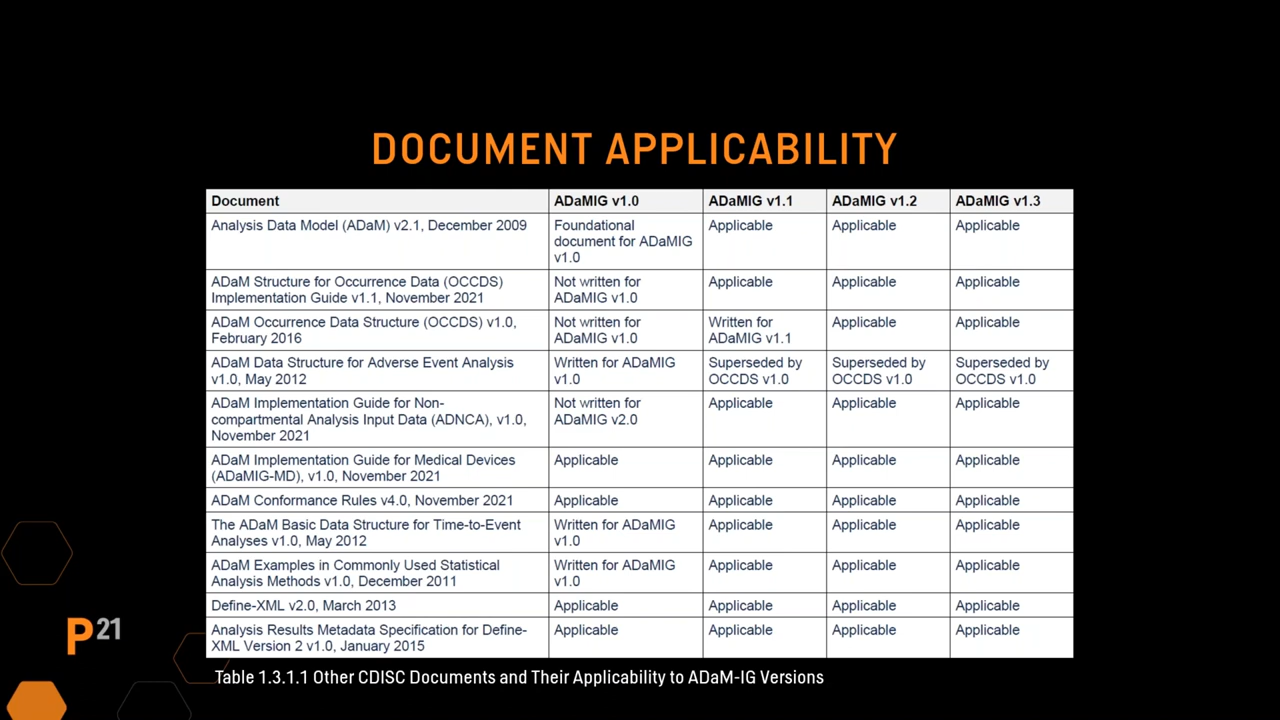 DOCUMENT APPLICABILITY
Document ADaMIG v1.0 ADaMIG v1.1 ADaMIG v1.2 ADaMIG v1.3
Analysis Data Model (ADaM) v2.1, December 2009 Foundational Applicable Applicable Applicable
document for ADaMIG
v1.0
ADaM Structure for Occurrence Data (OCCDS) Not written for Applicable Applicable Applicable
Implementation Guide v1.1, November 2021 ADaMIG v1.0
ADaM Occurrence Data Structure (OCCDS) v1.0, Not written for Written for Applicable Applicable
February 2016 ADaMIG v1.0 ADaMIG v1.1
ADaM Data Structure for Adverse Event Analysis Written for ADaMIG Superseded by Superseded by Superseded by
v1.0, May 2012 v1.0 OCCDS v1.0 OCCDS v1.0 OCCDS v1.0
ADaM Implementation Guide for Non- Not written for Applicable Applicable Applicable
compartmental Analysis Input Data (ADNCA), v1.0, ADaMIG v2.0
November 2021
ADaM Implementation Guide for Medical Devices Applicable Applicable Applicable Applicable
(ADaMIG-MD), v1.0, November 2021
ADaM Conformance Rules v4.0, November 2021 Applicable Applicable Applicable Applicable
The ADaM Basic Data Structure for Time-to-Event Written for ADaMIG Applicable Applicable Applicable
Analyses v1.0, May 2012 v1.0
ADaM Examples in Commonly Used Statistical Written for ADaMIG Applicable Applicable Applicable
Analysis Methods v1.0, December 2011 v1.0
Define-XML v2.0, March 2013 Applicable Applicable Applicable Applicable
Analysis Results Metadata Specification for Define- Applicable Applicable Applicable Applicable
XML Version 2 v1.0, January 2015
P21
Table 1.3.1.1 Other CDISC Documents and Their Applicability to ADaM-IG Versions